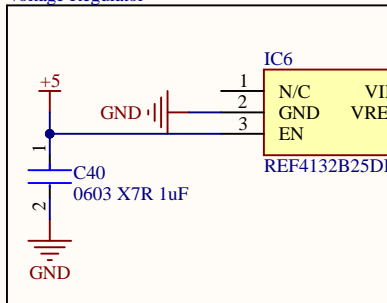 Voltage Regulator
IC6
+5
1
N/C
VI
GND
2
GND
VRE
3
EN
1
REF4132B25D
C40
0603 X7R 1uF
2
GND